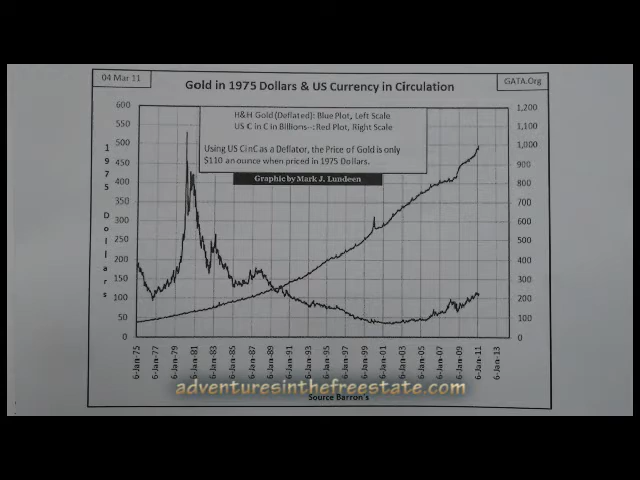 04 Mar 11
Gold in 1975 Dollars & US Currency in Circulation
GATA.Org
H&H Gold (Deflated): Blue Plot, Left Scale
US C in C in Billions--:Red Plot, Right Scale
Using US CinC as a Deflator, the Price of Gold is only
$110 an ounce when priced in 1975 Dollars.
Graphic by Mark J. Lundeen
1975 Dollars
600
550
500
450
400
350
300
250
200
150
100
50
0
1,200
1,100
1,000
900
800
700
600
500
400
300
200
100
0
6-Jan-75
6-Jan-77
6-Jan-79
6-Jan-81
6-Jan-83
6-Jan-85
6-Jan-87
6-Jan-89
6-Jan-91
6-Jan-93
6-Jan-95
6-Jan-97
6-Jan-99
6-Jan-01
6-Jan-03
6-Jan-05
6-Jan-07
6-Jan-09
6-Jan-11
6-Jan-13
adventuresinthefreestate.com
Source Barron's